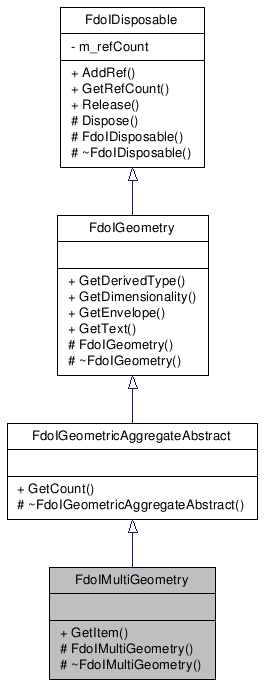 FdoIDisposable
- m_refCount
+ AddRef()
+ GetRefCount()
+ Release()
# Dispose()
# FdoIDisposable()
# ~FdoIDisposable()
FdoIGeometry
+ GetDerivedType()
+ GetDimensionality()
+ GetEnvelope()
+ GetText()
# FdoIGeometry()
# ~FdoIGeometry()
FdoIGeometricAggregateAbstract
+ GetCount()
# ~FdoIGeometricAggregateAbstract()
FdoIMultiGeometry
+ GetItem()
# FdoIMultiGeometry()
# ~FdoIMultiGeometry()